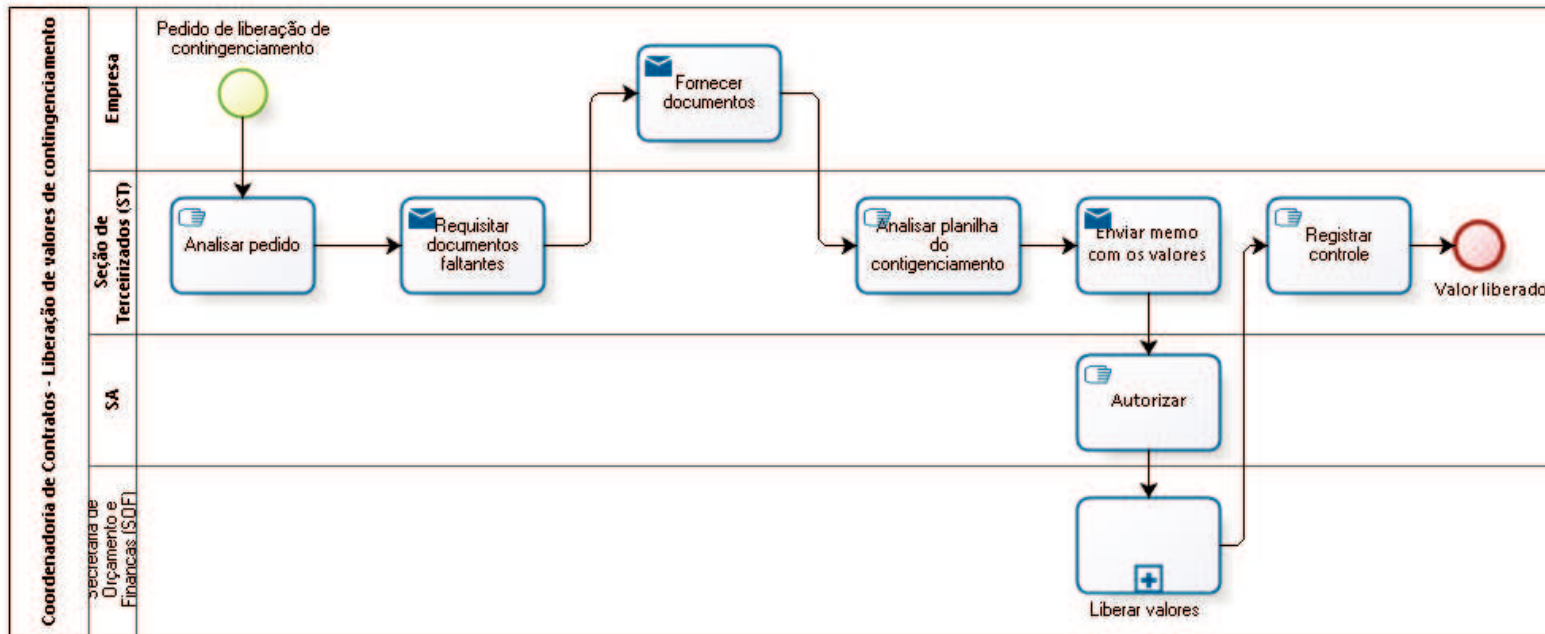 Coordenadoria de Contratos - Liberação de valores de contingenciamento
Empresa
Pedido de liberação de
contingenciamento
Fornecer
documentos
Seção de
Terceirizados (ST)
Analisar pedido
Requisitar
documentos
faltantes
Analisar planilha
do
contigenciamento
Enviar memo
com os valores
Registrar
controle
Valor liberado
SA
Autorizar
Secretaria de
Orçamento e
Financas (SOF)
Liberar valores